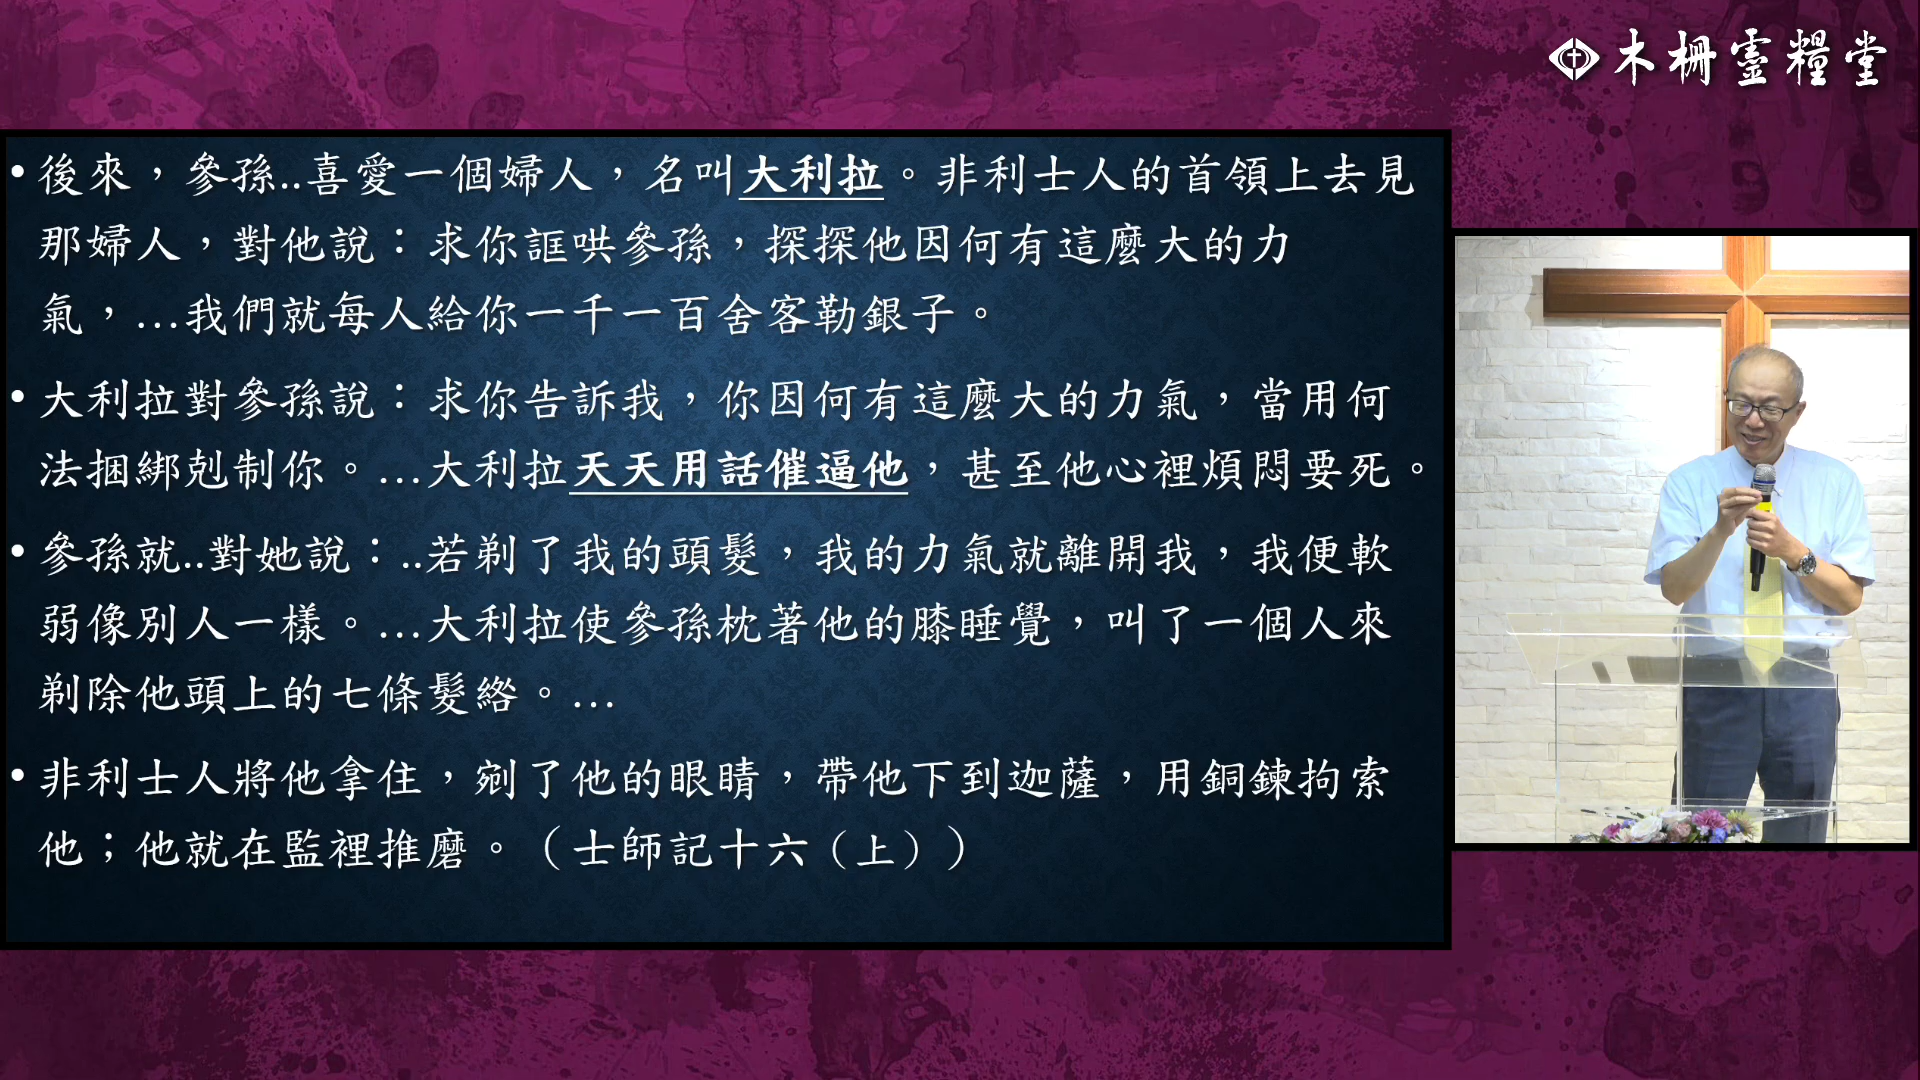 木柵靈糧堂
•後來，參孫..喜愛一個婦人，名叫大利拉。非利士人的首領上去見
那婦人，對他說：求你誆哄參孫，探探他因何有這麼大的力
氣，…我們就每人給你一千一百舍客勒銀子。
•大利拉對參孫說：求你告訴我，你因何有這麼大的力氣，當用何
法捆綁剋制你。…大利拉天天用話催逼他，甚至他心裡煩悶要死。
•參孫就..對她說：..若剃了我的頭髮，我的力氣就離開我，我便軟
弱像別人一樣。…大利拉使參孫枕著他的膝睡覺，叫了一個人來
剃除他頭上的七條髮綹。…
•非利士人將他拿住，剜了他的眼睛，帶他下到迦薩，用銅鍊拘索
他；他就在監裡推磨。（士師記十六（上））